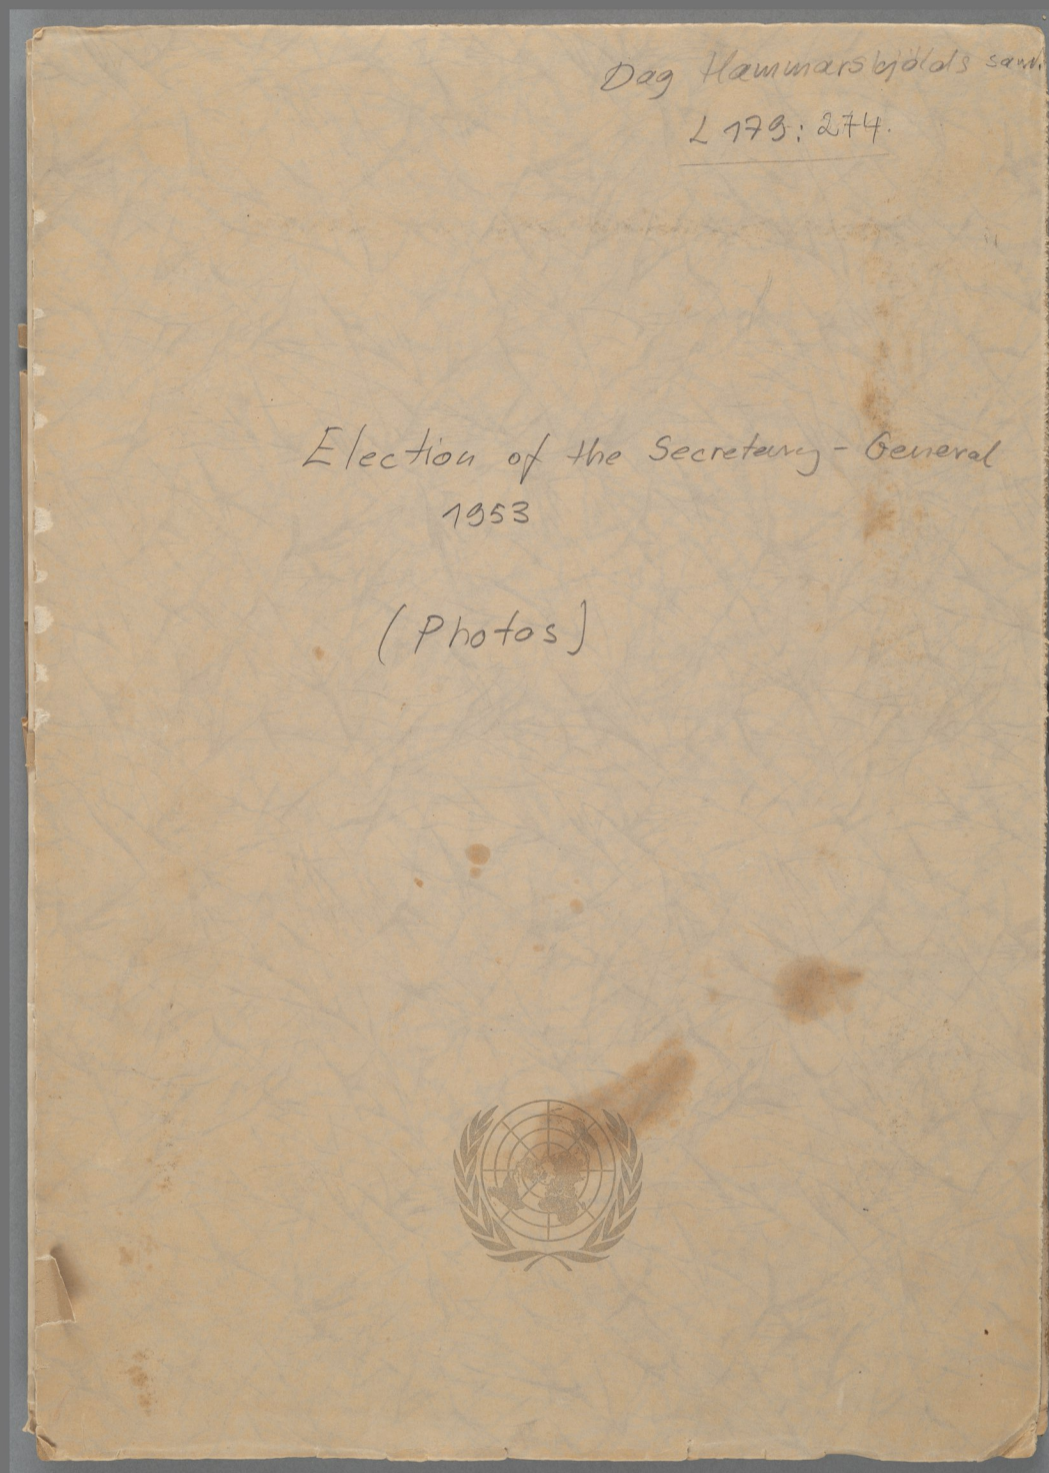 Dag Hammarskjölds saml.
L 179:274.
Election of the Secretary-General
1953
(Photos)